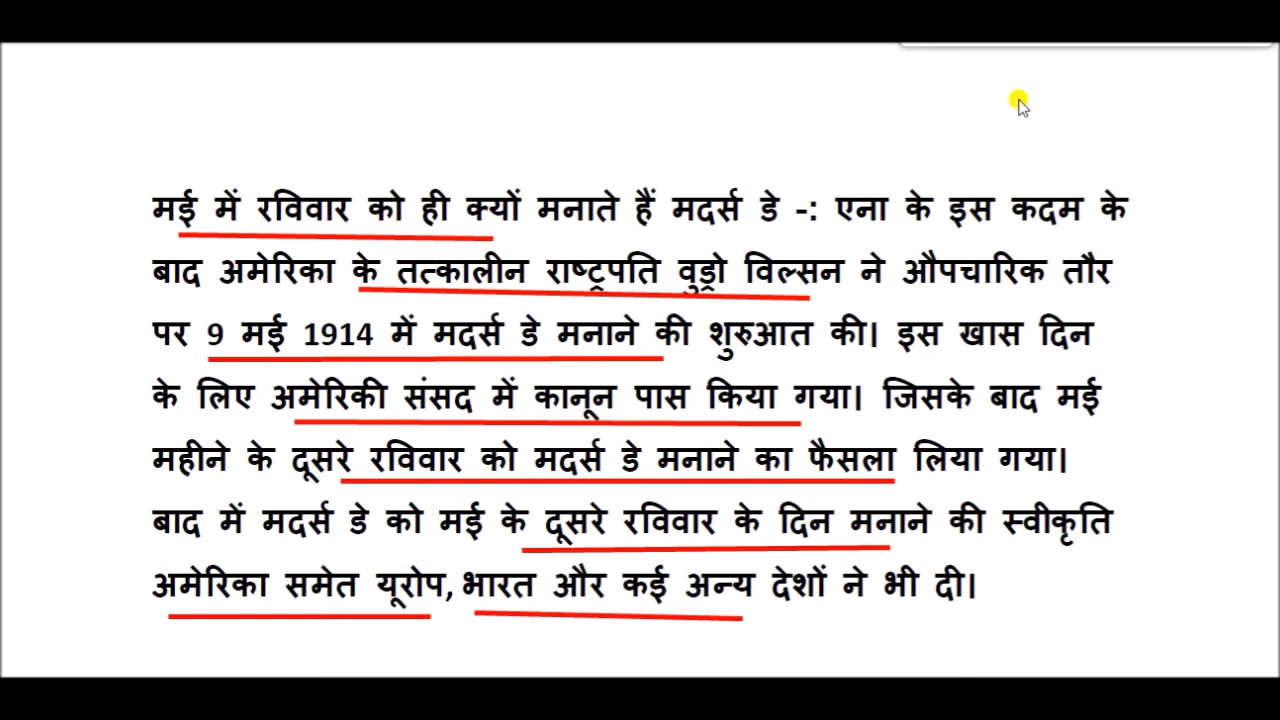 मई में रविवार को ही क्यों मनाते हैं मदर्स डे -: एना के इस कदम के
बाद अमेरिका के तत्कालीन राष्ट्रपति वुड्रो विल्सन ने औपचारिक तौर
पर 9 मई 1914 में मदर्स डे मनाने की शुरुआत की। इस खास दिन
के लिए अमेरिकी संसद में कानून पास किया गया। जिसके बाद मई
महीने के दूसरे रविवार को मदर्स डे मनाने का फैसला लिया गया।
बाद में मदर्स डे को मई के दूसरे रविवार के दिन मनाने की स्वीकृति
अमेरिका समेत यूरोप, भारत और कई अन्य देशों ने भी दी।